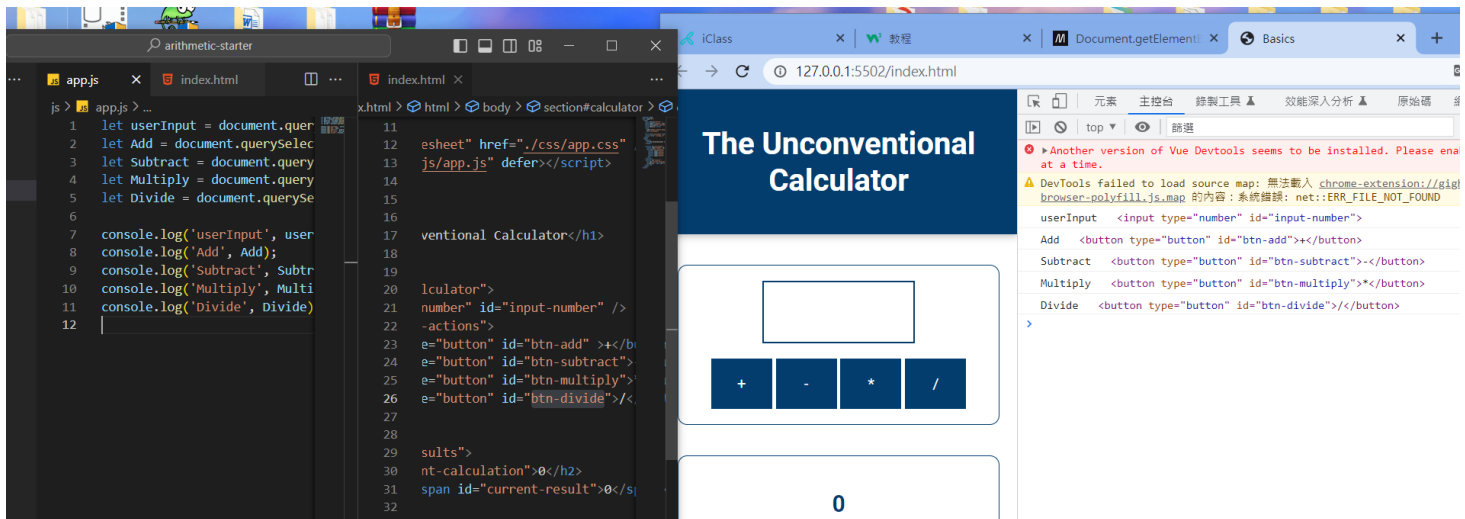 arithmetic-starter
app.js
index.html
js > app.js > ...
1 let userInput = document.quer
2 let Add = document.querySelec
3 let Subtract = document.query
4 let Multiply = document.query
5 let Divide = document.querySe
6
7 console.log('userInput', user
8 console.log('Add', Add);
9 console.log('Subtract', Subtr
10 console.log('Multiply', Multi
11 console.log('Divide', Divide)
12
index.html
x.html > html > body > section#calculator >
11
12 esheet" href="./css/app.css"
13 js/app.js" defer></script>
14
15
16
17 ventional Calculator</h1>
18
19
20 lculator">
21 number" id="input-number" />
22 -actions">
23 e="button" id="btn-add" >+</b
24 e="button" id="btn-subtract">
25 e="button" id="btn-multiply">
26 e="button" id="btn-divide">/<
27
28
29 sults">
30 nt-calculation">0</h2>
31 span id="current-result">0</s
32
iClass
教程
Document.getElement
Basics
127.0.0.1:5502/index.html
The Unconventional
Calculator
+ - * /
0
元素 主控台 錄製工具 效能深入分析 原始碼
top 篩選
Another version of Vue Devtools seems to be installed. Please ena
at a time.
DevTools failed to load source map: 無法載入 chrome-extension://gigh
browser-polyfill.js.map 的內容：系統錯誤: net::ERR_FILE_NOT_FOUND
userInput <input type="number" id="input-number">
Add <button type="button" id="btn-add">+</button>
Subtract <button type="button" id="btn-subtract">-</button>
Multiply <button type="button" id="btn-multiply">*</button>
Divide <button type="button" id="btn-divide">/</button>